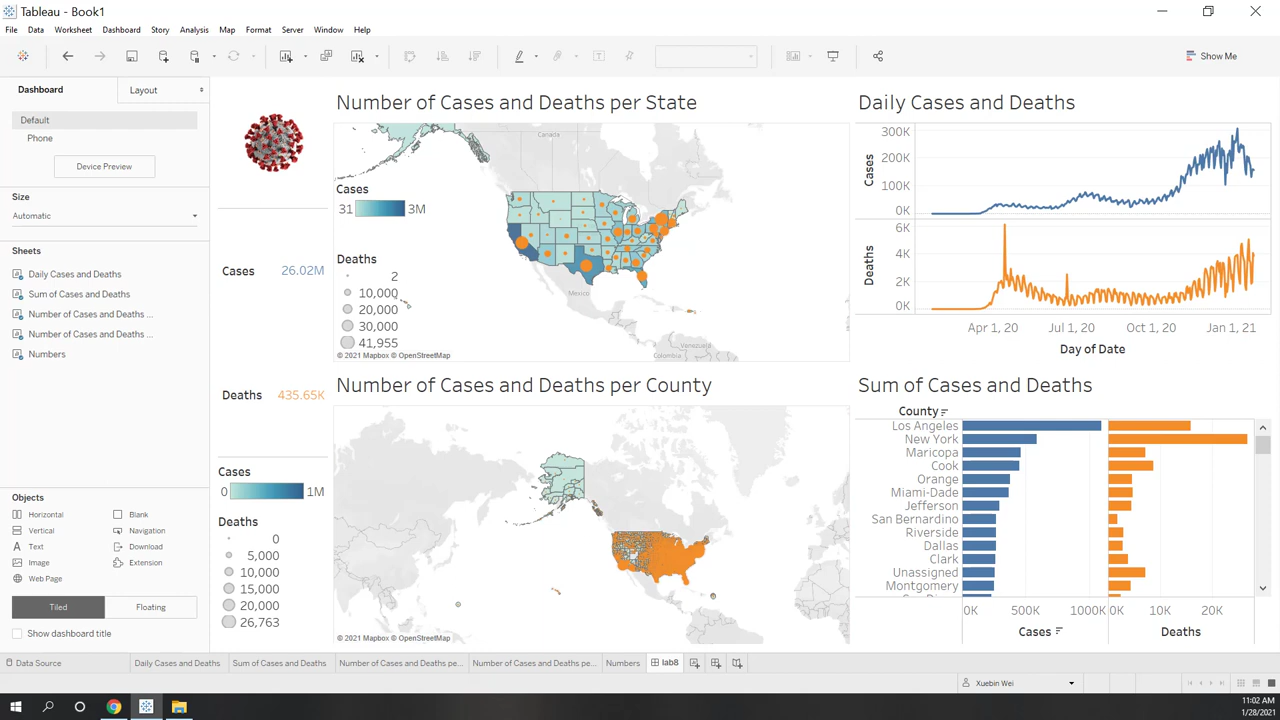 Tableau - Book1
File Data Worksheet Dashboard Story Analysis Map Format Server Window Help
Show Me
Dashboard
Layout
Default
Phone
Device Preview
Size
Automatic
Sheets
Daily Cases and Deaths
Sum of Cases and Deaths
Number of Cases and Deaths ...
Number of Cases and Deaths ...
Numbers
Objects
Horizontal Blank
Vertical Navigation
Text Download
Image Extension
Web Page
Tiled Floating
Show dashboard title
Cases 26.02M
Deaths 435.65K
Cases
0 1M
Deaths
0
5,000
10,000
15,000
20,000
26,763
Number of Cases and Deaths per State
Canada
Cases
31 3M
Deaths
2
10,000
20,000
30,000
41,955
Mexico
Venezuela
Colombia
© 2021 Mapbox © OpenStreetMap
Number of Cases and Deaths per County
© 2021 Mapbox © OpenStreetMap
Daily Cases and Deaths
Cases
300K
200K
100K
0K
Deaths
6K
4K
2K
0K
Apr 1, 20 Jul 1, 20 Oct 1, 20 Jan 1, 21
Day of Date
Sum of Cases and Deaths
County
Los Angeles
New York
Maricopa
Cook
Orange
Miami-Dade
Jefferson
San Bernardino
Riverside
Dallas
Clark
Unassigned
Montgomery
0K 500K 1000K 0K 10K 20K
Cases Deaths
Data Source Daily Cases and Deaths Sum of Cases and Deaths Number of Cases and Deaths pe... Number of Cases and Deaths pe... Numbers lab8
Xuebin Wei
11:02 AM
1/28/2021